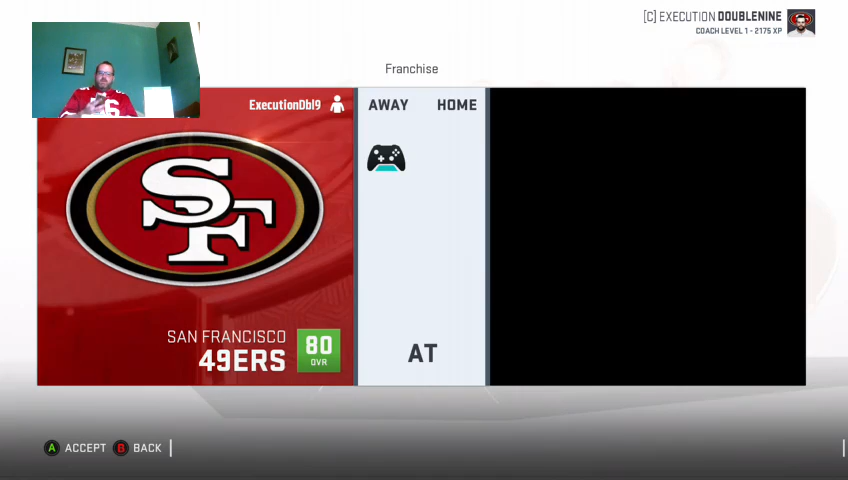 [C] EXECUTION DOUBLENINE
COACH LEVEL 1 - 2175 XP
Franchise
ExecutionDbl9
AWAY HOME
SF
SAN FRANCISCO
49ERS
80
OVR
AT
A ACCEPT B BACK